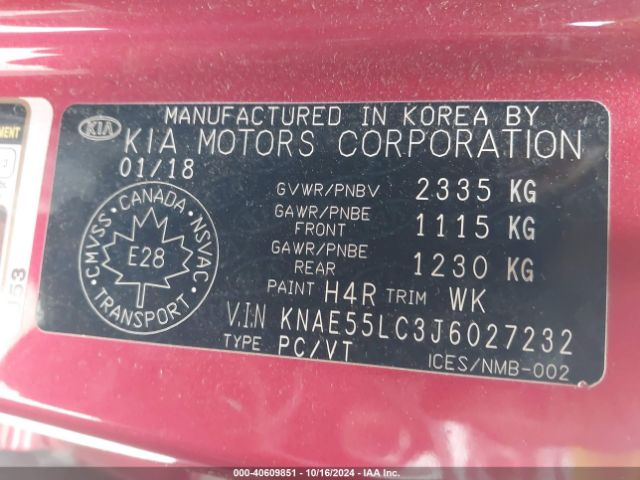 MANUFACTURED IN KOREA BY
KIA
KIA MOTORS CORPORATION
01/18
GVWR/PNBV 2335 KG
GAWR/PNBE FRONT 1115 KG
GAWR/PNBE REAR 1230 KG
CMVSS · CANADA · NSVAC
E28
TRANSPORT
PAINT H4R TRIM WK
V.I.N KNAE55LC3J6027232
TYPE PC/VT
ICES/NMB-002
53
000-40609851 - 10/16/2024 - IAA Inc.